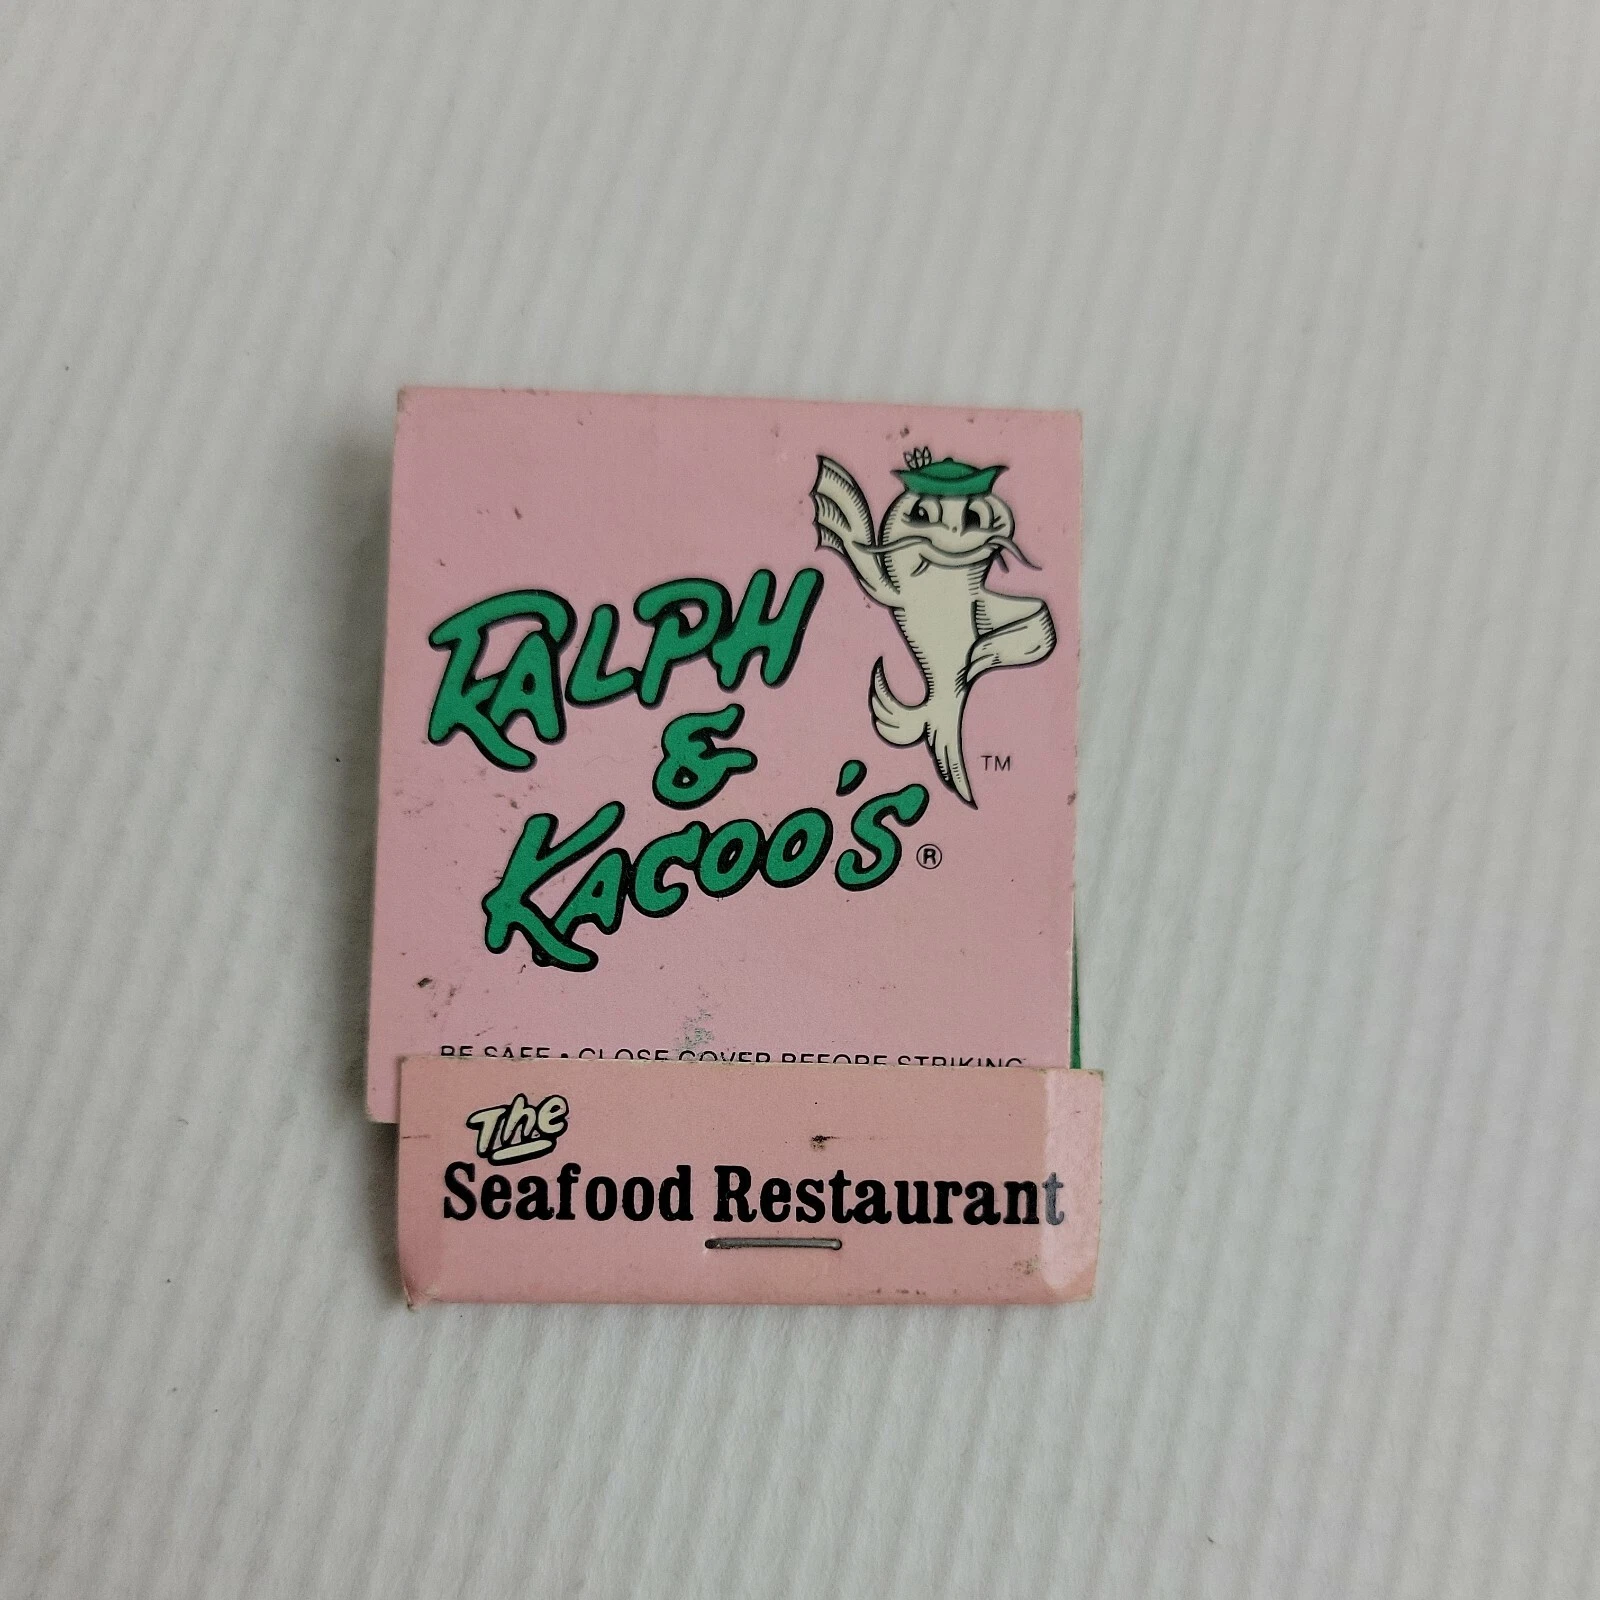 RALPH
&
KACOO'S®
TM
BE SAFE • CLOSE COVER BEFORE STRIKING
The
Seafood Restaurant